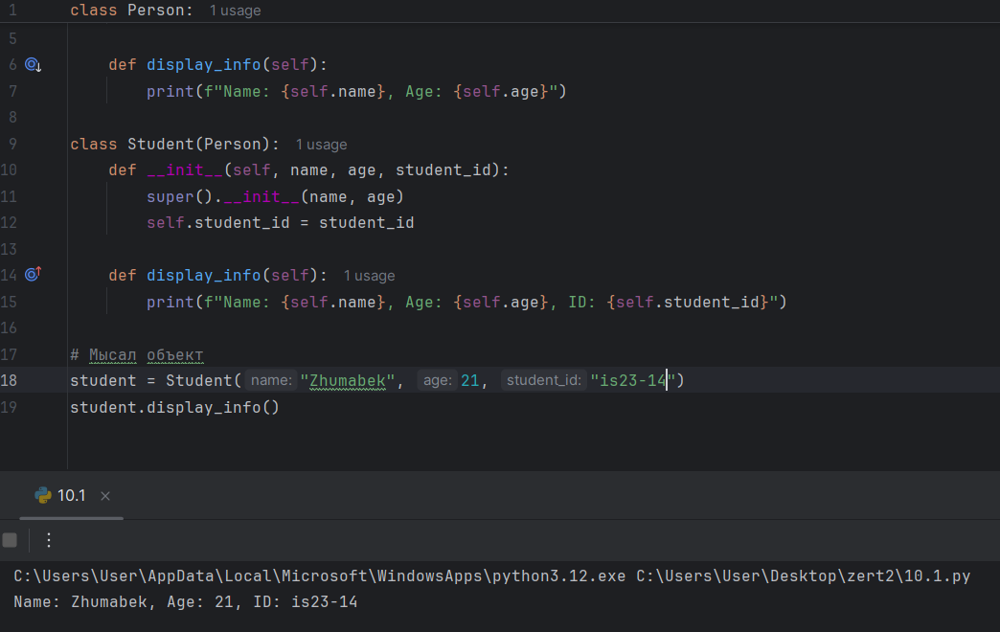 1 class Person: 1 usage
5
6 def display_info(self):
7 print(f"Name: {self.name}, Age: {self.age}")
8
9 class Student(Person): 1 usage
10 def __init__(self, name, age, student_id):
11 super().__init__(name, age)
12 self.student_id = student_id
13
14 def display_info(self): 1 usage
15 print(f"Name: {self.name}, Age: {self.age}, ID: {self.student_id}")
16
17 # Мысал объект
18 student = Student( name: "Zhumabek", age: 21, student_id: "is23-14")
19 student.display_info()
10.1
C:\Users\User\AppData\Local\Microsoft\WindowsApps\python3.12.exe C:\Users\User\Desktop\zert2\10.1.py
Name: Zhumabek, Age: 21, ID: is23-14